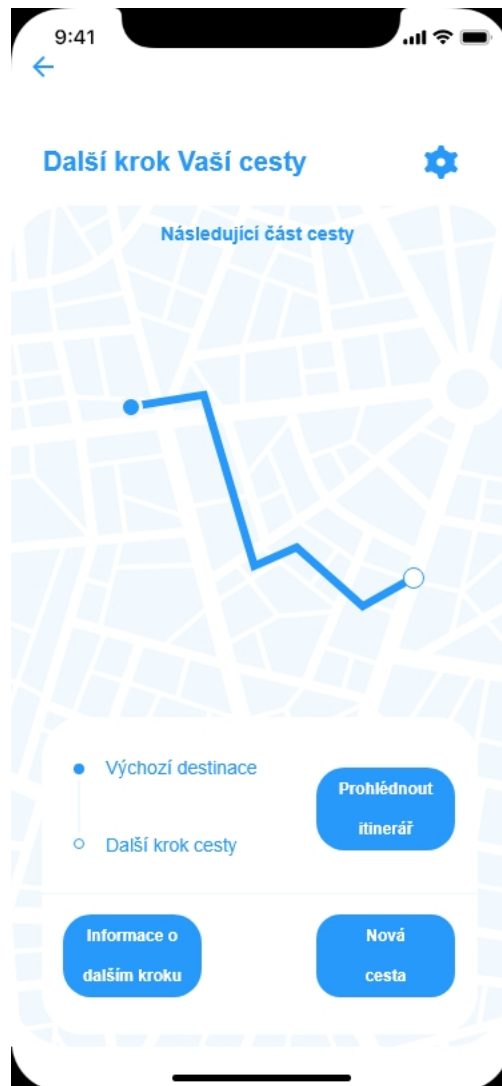 9:41
Další krok Vaší cesty
Následující část cesty
Výchozí destinace
Prohlédnout
itinerář
Další krok cesty
Informace o
dalším kroku
Nová
cesta